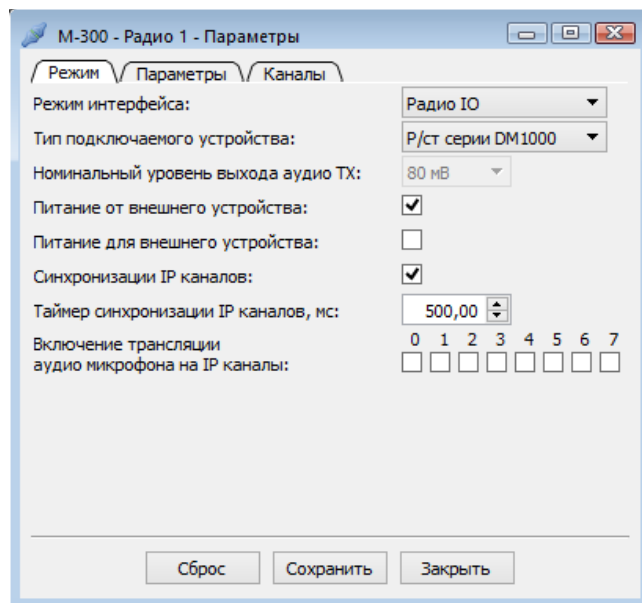 М-300 - Радио 1 - Параметры
Режим Параметры Каналы
Режим интерфейса: Радио IO
Тип подключаемого устройства: Р/ст серии DM1000
Номинальный уровень выхода аудио TX: 80 мВ
Питание от внешнего устройства:
Питание для внешнего устройства:
Синхронизации IP каналов:
Таймер синхронизации IP каналов, мс: 500,00
Включение трансляции 0 1 2 3 4 5 6 7
аудио микрофона на IP каналы:
Сброс Сохранить Закрыть